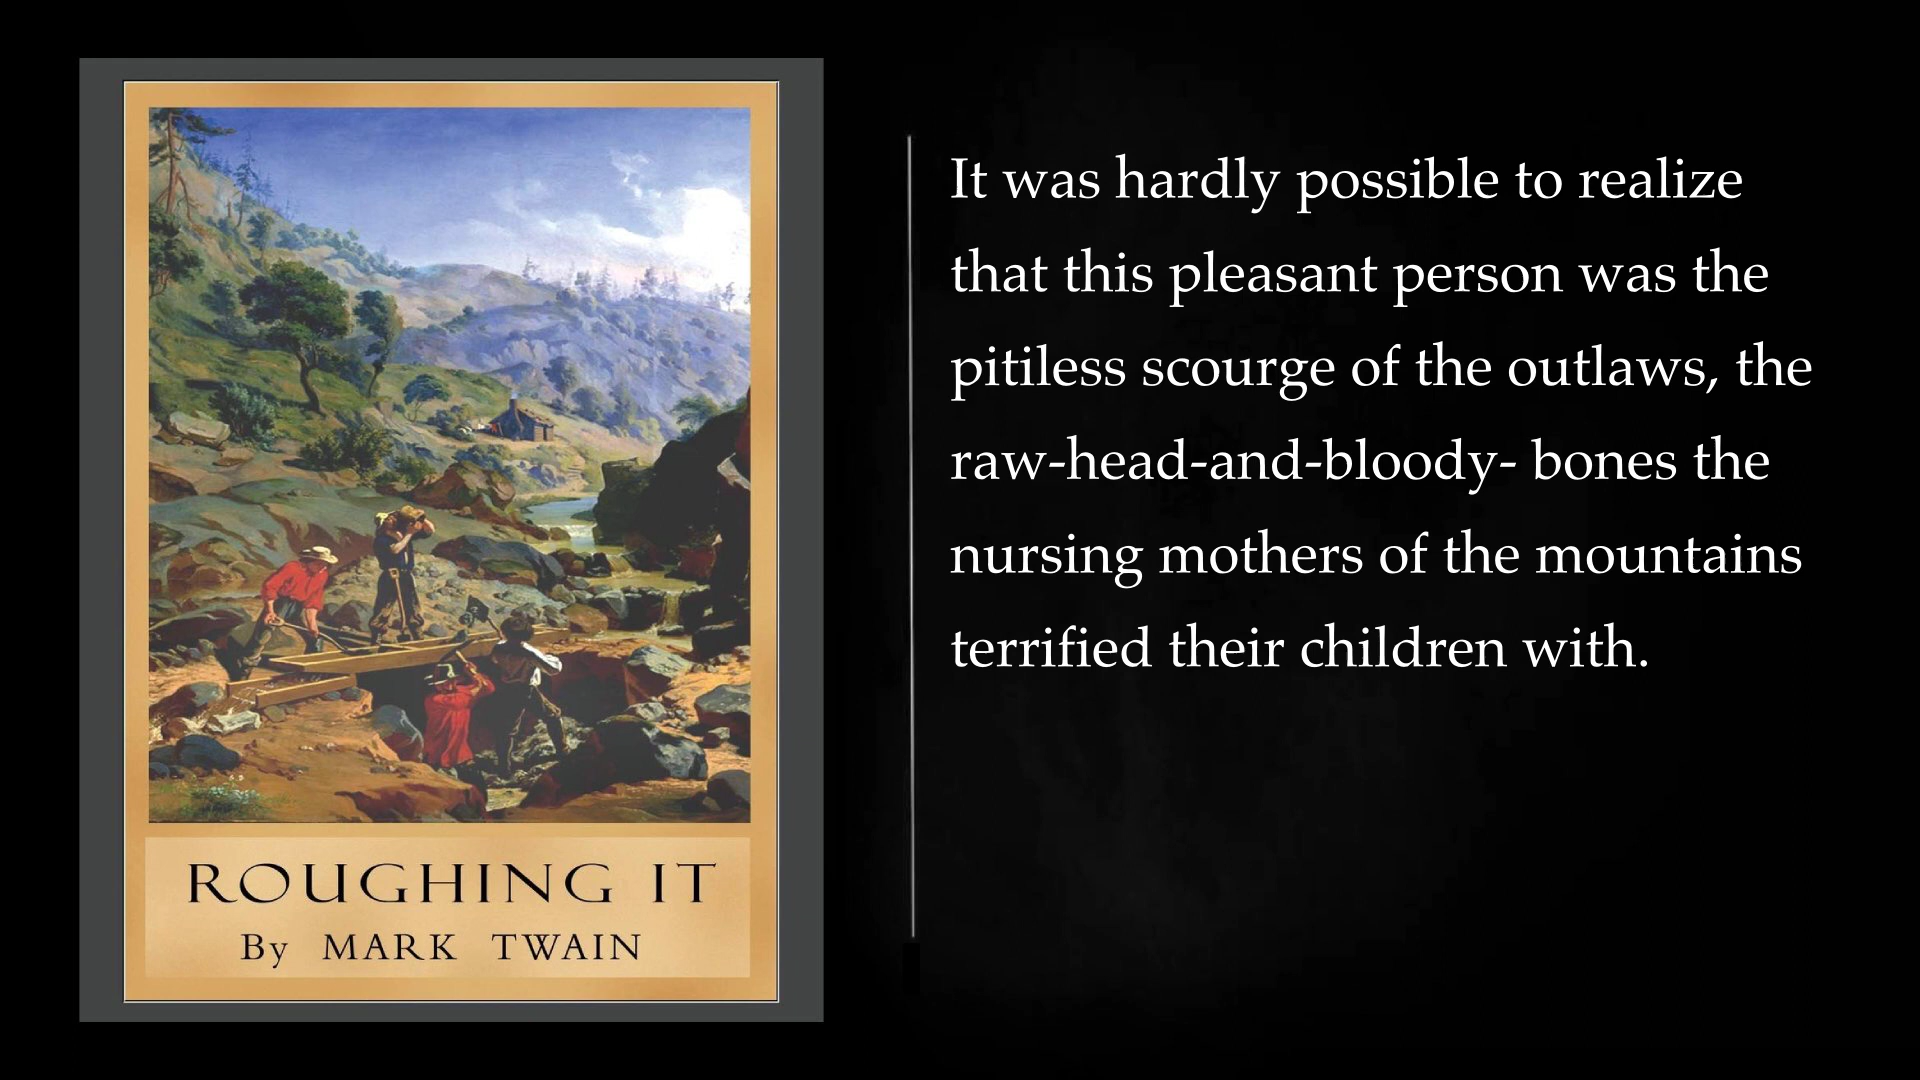 ROUGHING IT
By MARK TWAIN
It was hardly possible to realize
that this pleasant person was the
pitiless scourge of the outlaws, the
raw-head-and-bloody- bones the
nursing mothers of the mountains
terrified their children with.